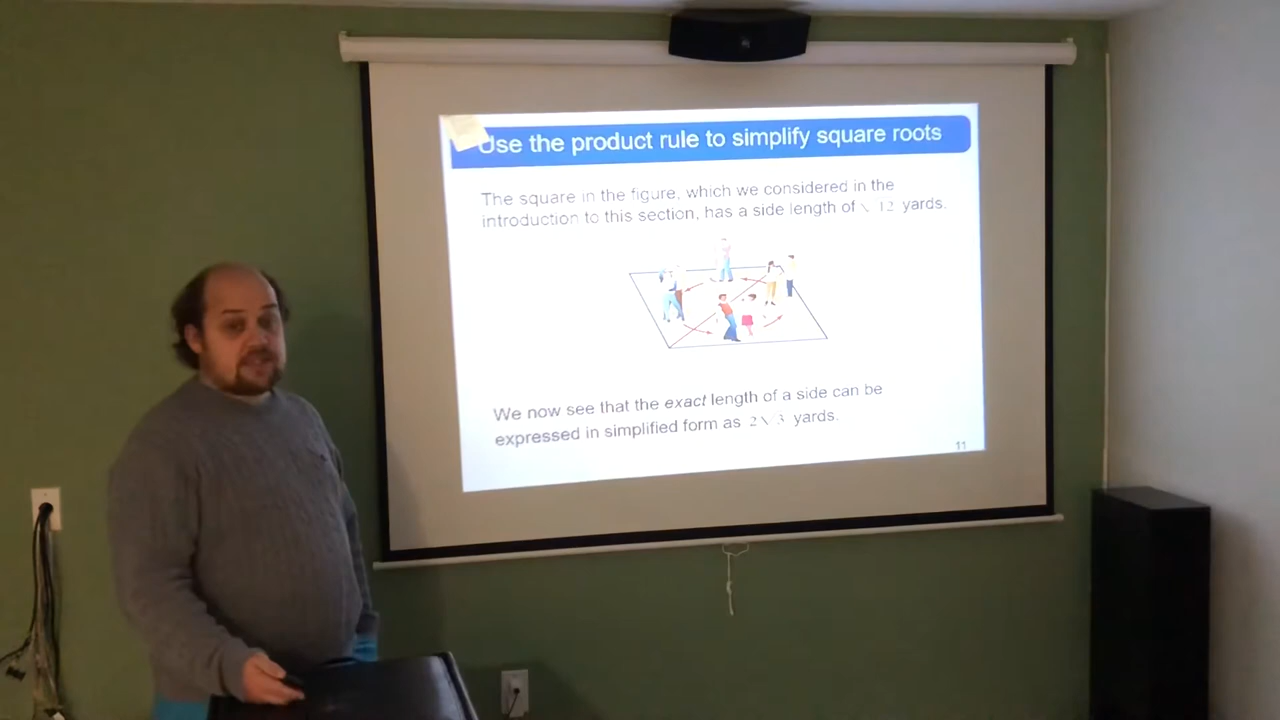 Use the product rule to simplify square roots
The square in the figure, which we considered in the
introduction to this section, has a side length of √12 yards.
We now see that the exact length of a side can be
expressed in simplified form as 2√3 yards.
11